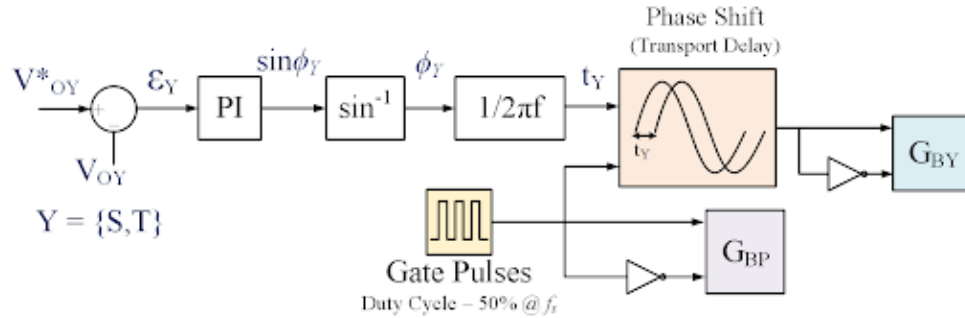 Phase Shift
(Transport Delay)
V*OY
+
−
εY
PI
sinϕY
sin-1
ϕY
1/2πf
tY
tY
GBY
VOY
Y = {S,T}
GBP
Gate Pulses
Duty Cycle – 50% @ fs